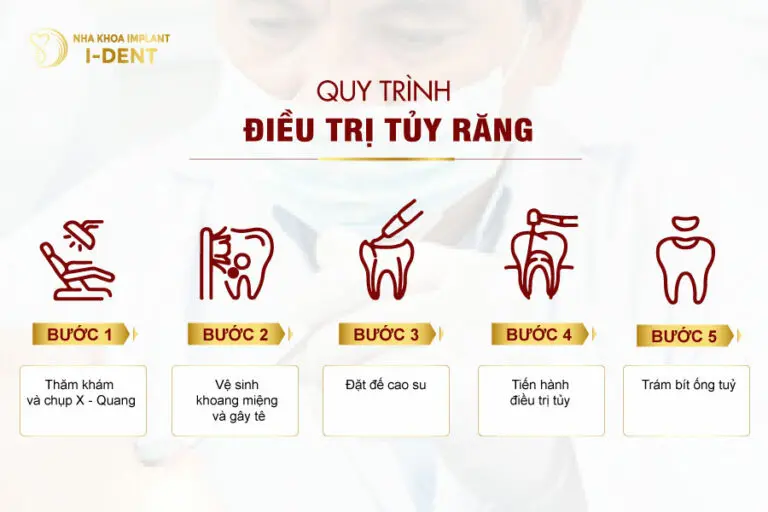 NHA KHOA IMPLANT
I-DENT
QUY TRÌNH
ĐIỀU TRỊ TỦY RĂNG
BƯỚC 1
Thăm khám
và chụp X - Quang
BƯỚC 2
Vệ sinh
khoang miệng
và gây tê
BƯỚC 3
Đặt đế cao su
BƯỚC 4
Tiến hành
điều trị tủy
BƯỚC 5
Trám bít ống tuỷ